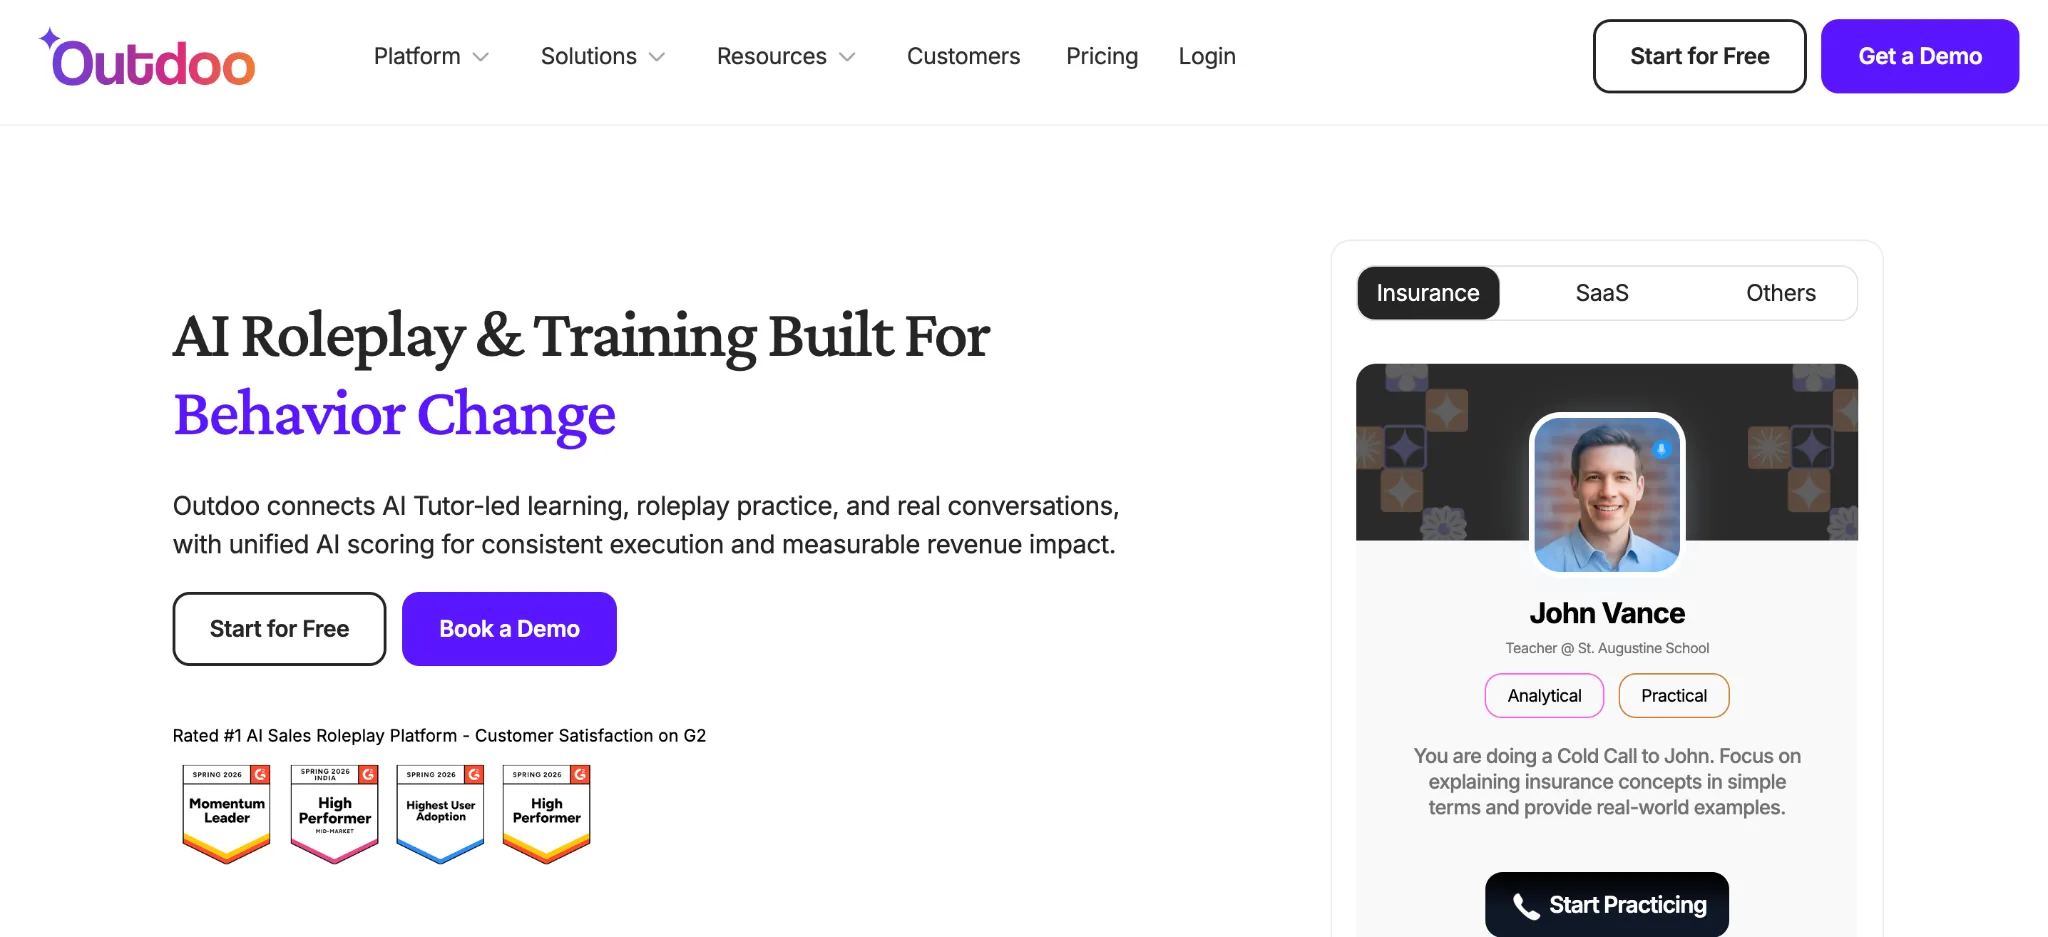 Outdoo
Platform
Solutions
Resources
Customers
Pricing
Login
Start for Free
Get a Demo
AI Roleplay & Training Built For
Behavior Change
Outdoo connects AI Tutor-led learning, roleplay practice, and real conversations,
with unified AI scoring for consistent execution and measurable revenue impact.
Start for Free
Book a Demo
Rated #1 AI Sales Roleplay Platform - Customer Satisfaction on G2
SPRING 2026
Momentum
Leader
SPRING 2026
INDIA
High
Performer
MID-MARKET
SPRING 2026
Highest User
Adoption
SPRING 2026
High
Performer
Insurance
SaaS
Others
John Vance
Teacher @ St. Augustine School
Analytical
Practical
You are doing a Cold Call to John. Focus on
explaining insurance concepts in simple
terms and provide real-world examples.
Start Practicing